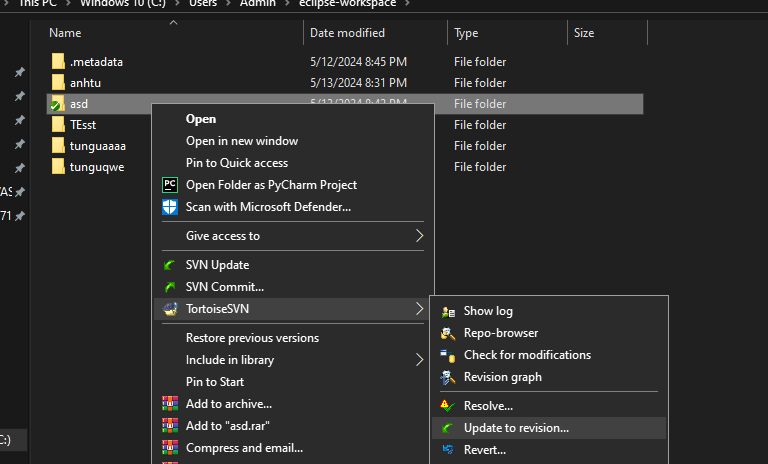 This PC > Windows 10 (C:) > Users > Admin > eclipse-workspace >
Name Date modified Type Size
.metadata 5/12/2024 8:45 PM File folder
anhtu 5/13/2024 8:31 PM File folder
asd File folder
TEsst File folder
tunguaaaa File folder
tunguqwe File folder
Open
Open in new window
Pin to Quick access
PC Open Folder as PyCharm Project
Scan with Microsoft Defender...
Give access to
SVN Update
SVN Commit...
TortoiseSVN
Restore previous versions
Include in library
Pin to Start
Add to archive...
Add to "asd.rar"
Compress and email...
Show log
Repo-browser
Check for modifications
Revision graph
Resolve...
Update to revision...
Revert...
/AS
71
C:)